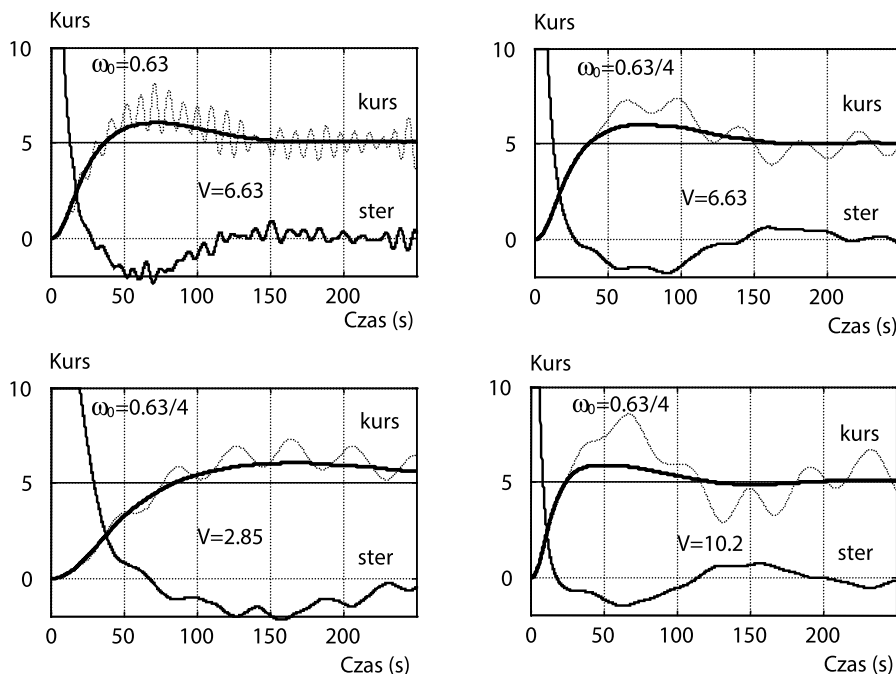 Kurs
10
ω₀=0.63
kurs
5
V=6.63
ster
0
0 50 100 150 200
Czas (s)
Kurs
10
ω₀=0.63/4
kurs
5
V=6.63
ster
0
0 50 100 150 200
Czas (s)
Kurs
10
ω₀=0.63/4
kurs
5
V=2.85
ster
0
0 50 100 150 200
Czas (s)
Kurs
10
ω₀=0.63/4
kurs
5
V=10.2
ster
0
0 50 100 150 200
Czas (s)